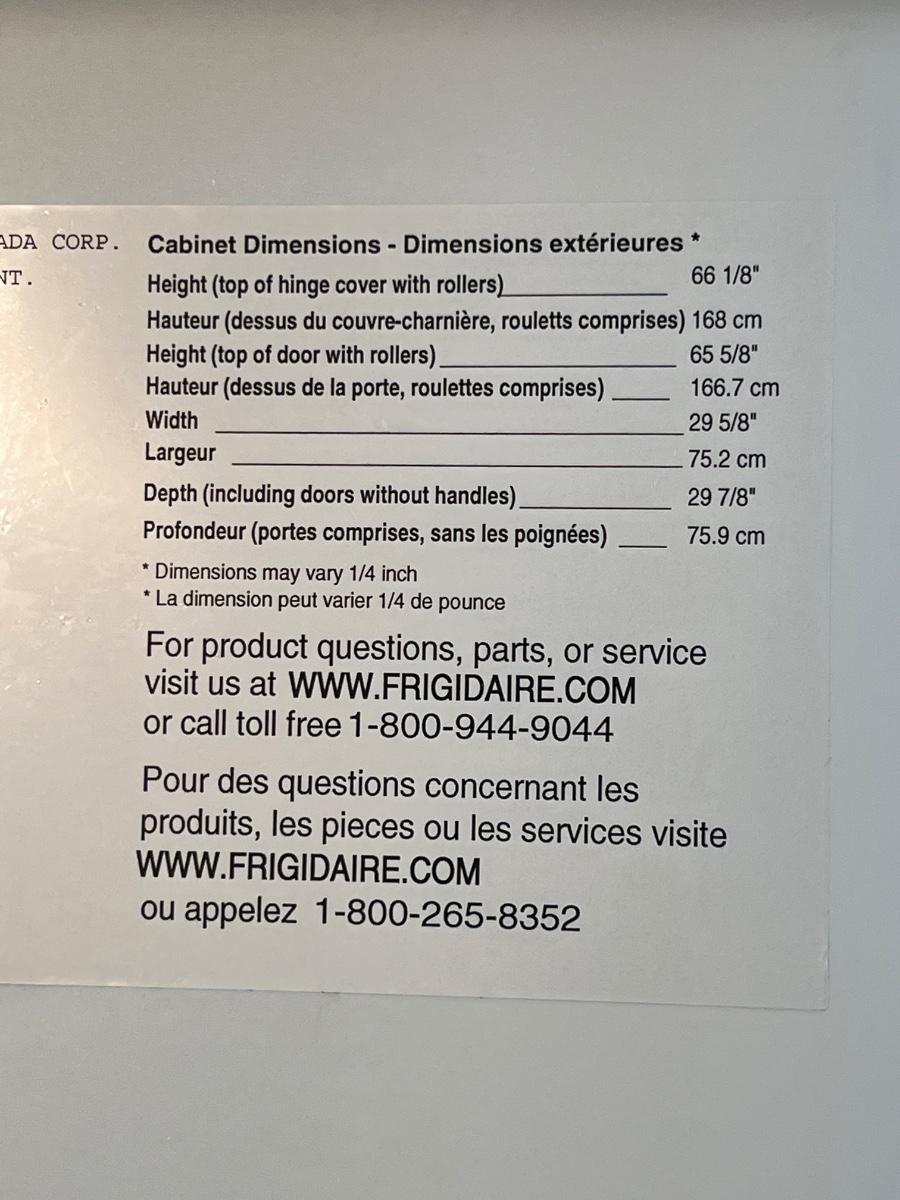 ADA CORP.
NT.
Cabinet Dimensions - Dimensions extérieures *
Height (top of hinge cover with rollers) 66 1/8"
Hauteur (dessus du couvre-charnière, rouletts comprises) 168 cm
Height (top of door with rollers) 65 5/8"
Hauteur (dessus de la porte, roulettes comprises) 166.7 cm
Width 29 5/8"
Largeur 75.2 cm
Depth (including doors without handles) 29 7/8"
Profondeur (portes comprises, sans les poignées) 75.9 cm
* Dimensions may vary 1/4 inch
* La dimension peut varier 1/4 de pounce
For product questions, parts, or service
visit us at WWW.FRIGIDAIRE.COM
or call toll free 1-800-944-9044
Pour des questions concernant les
produits, les pieces ou les services visite
WWW.FRIGIDAIRE.COM
ou appelez 1-800-265-8352